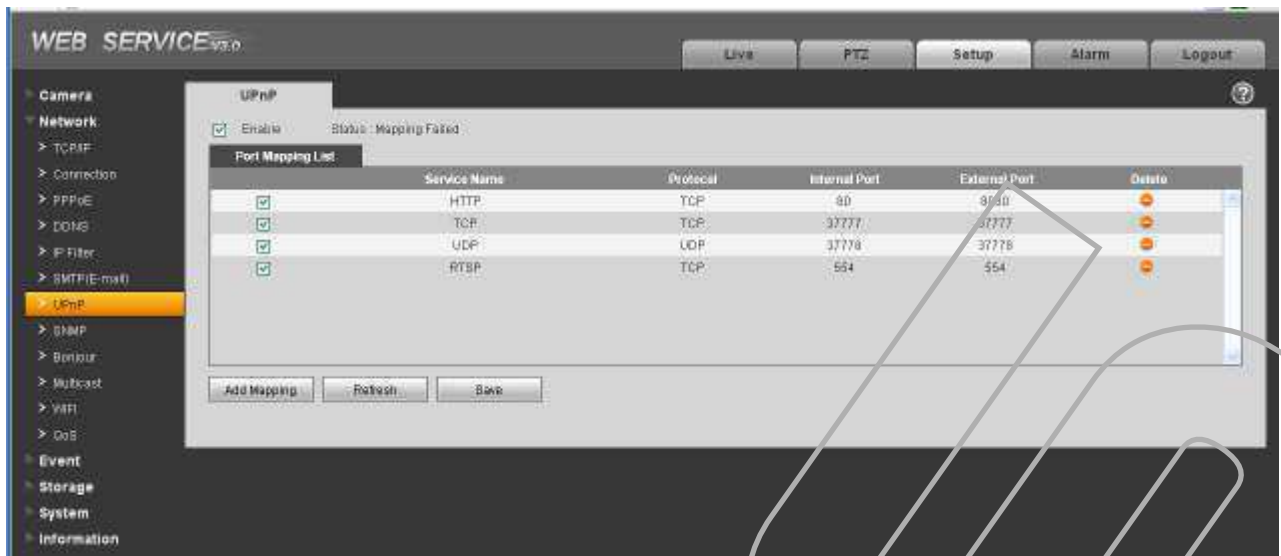 WEB SERVICE V3.0
Live PTZ Setup Alarm Logout
Camera
Network
> TCP/IP
> Connection
> PPPoE
> DDNS
> IP Filter
> SMTP(E-mail)
> UPnP
> SNMP
> Bonjour
> Multicast
> WIFI
> QoS
Event
Storage
System
Information
UPnP
Enable Status : Mapping Failed
Port Mapping List
Service Name Protocol Internal Port External Port Delete
HTTP TCP 80 8080
TCP TCP 37777 37777
UDP UDP 37778 37778
RTSP TCP 554 554
Add Mapping Refresh Save